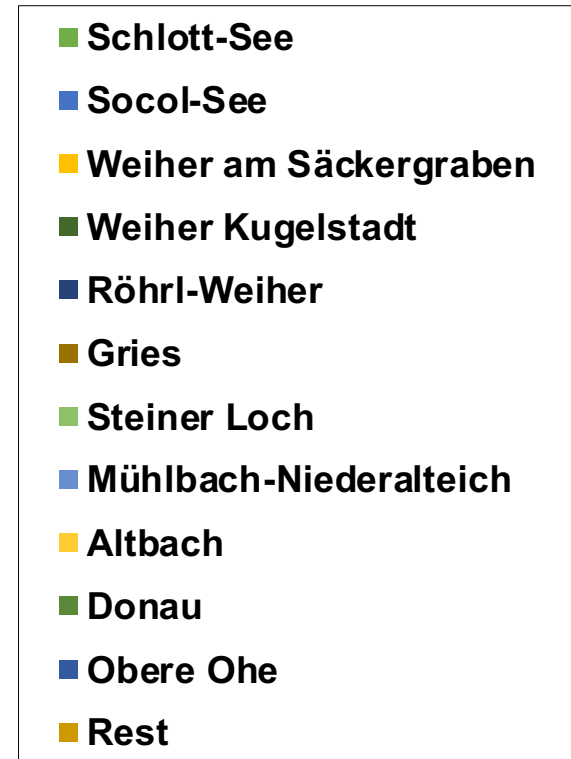 Schlott-See
Socol-See
Weiher am Säckergraben
Weiher Kugelstadt
Röhrl-Weiher
Gries
Steiner Loch
Mühlbach-Niederalteich
Altbach
Donau
Obere Ohe
Rest